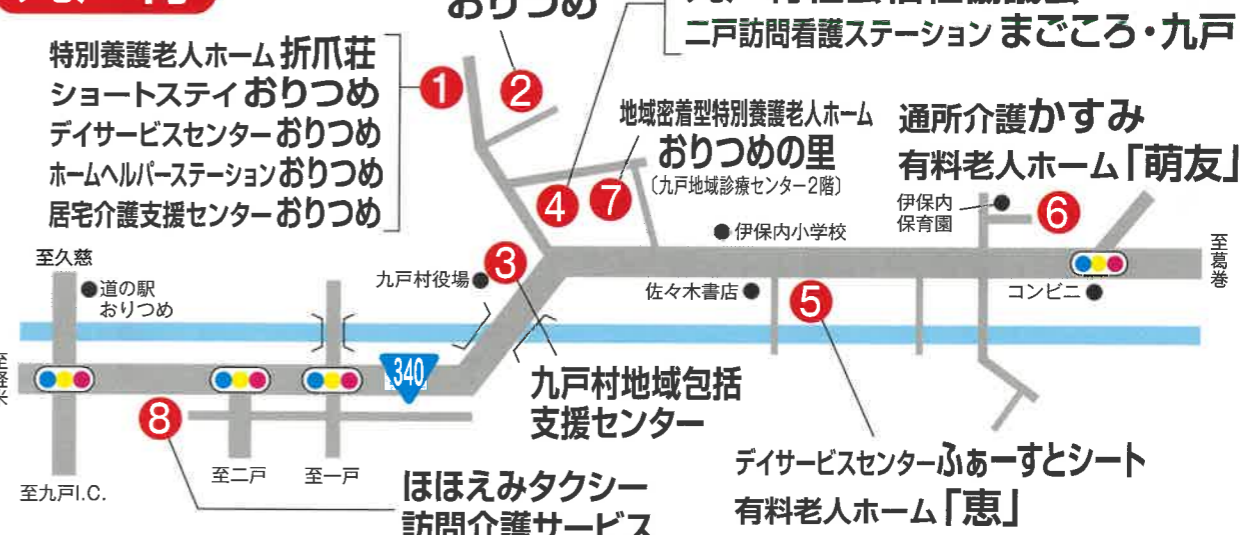 おりつめ
二戸訪問看護ステーション まごころ・九戸
特別養護老人ホーム 折爪荘
ショートステイ おりつめ
デイサービスセンター おりつめ
ホームヘルパーステーション おりつめ
居宅介護支援センター おりつめ
1
2
4
7
地域密着型特別養護老人ホーム
おりつめの里
〔九戸地域診療センター2階〕
通所介護かすみ
有料老人ホーム「萌友」
伊保内
保育園
6
伊保内小学校
至葛巻
至久慈
道の駅
おりつめ
九戸村役場
3
佐々木書店
5
コンビニ
340
九戸村地域包括
支援センター
8
至九戸I.C.
至二戸
至一戸
ほほえみタクシー
訪問介護サービス
デイサービスセンターふぁーすとシート
有料老人ホーム「恵」